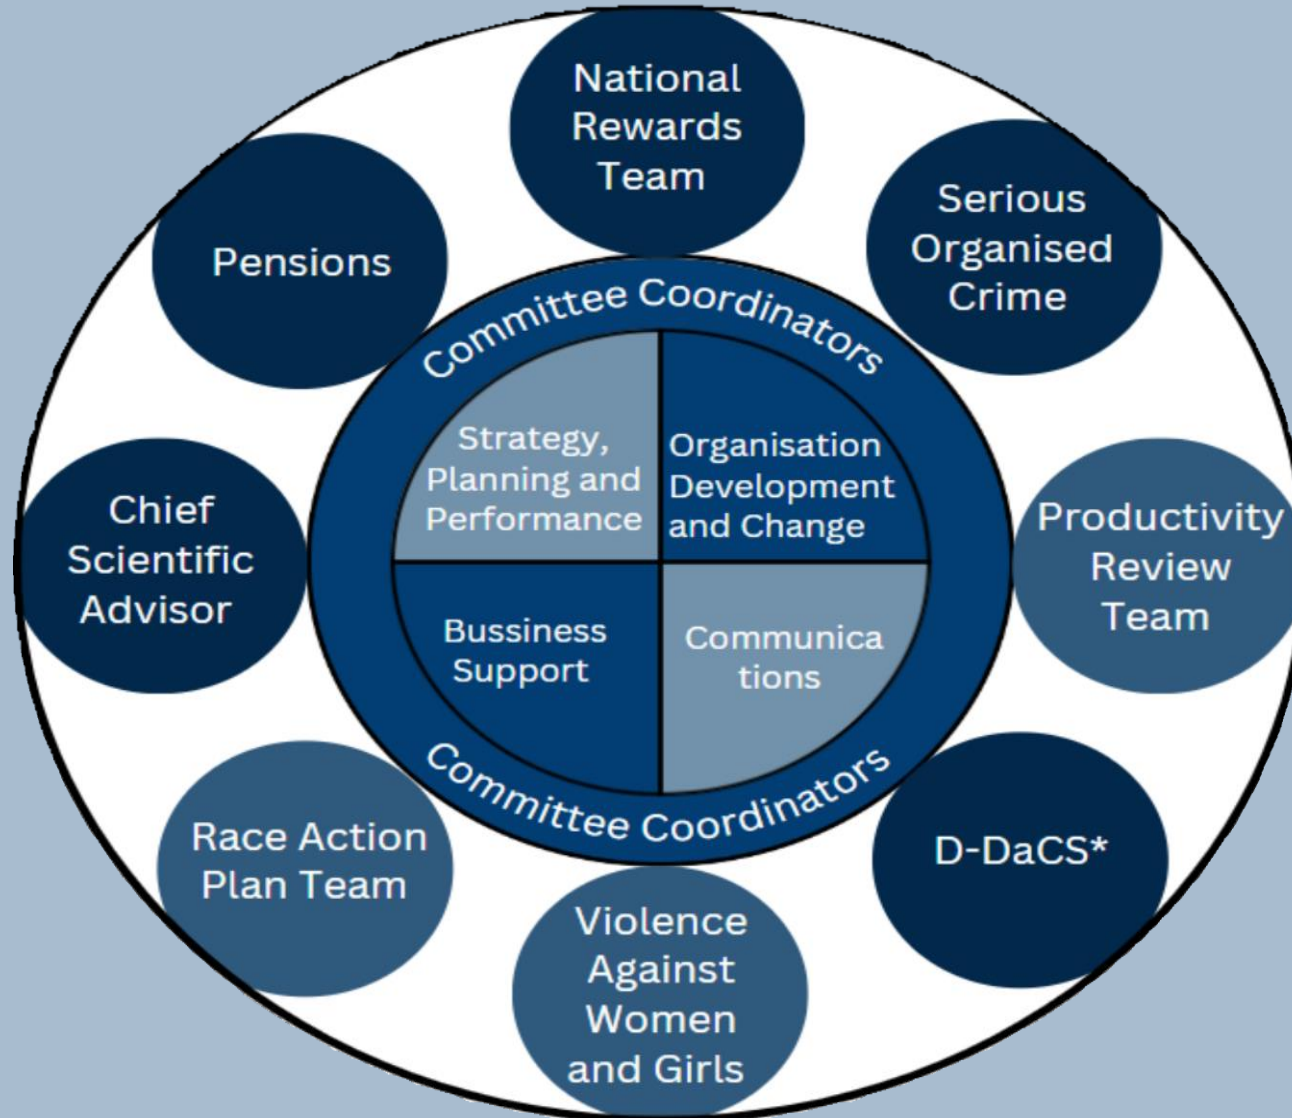 National
Rewards
Team
Serious
Organised
Crime
Pensions
Committee Coordinators
Strategy,
Planning and
Performance
Organisation
Development
and Change
Chief
Scientific
Advisor
Productivity
Review
Team
Bussiness
Support
Communica
tions
Committee Coordinators
Race Action
Plan Team
D-DaCS*
Violence
Against
Women
and Girls